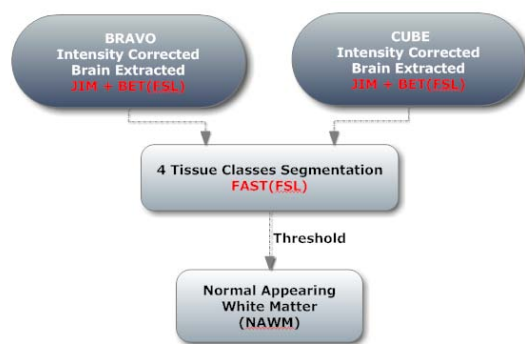 BRAVO
Intensity Corrected
Brain Extracted
JIM + BET(FSL)
CUBE
Intensity Corrected
Brain Extracted
JIM + BET(FSL)
4 Tissue Classes Segmentation
FAST(FSL)
Threshold
Normal Appearing
White Matter
(NAWM)